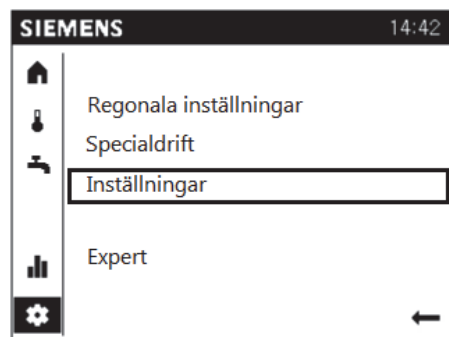 SIEMENS 14:42
Regonala inställningar
Specialdrift
Inställningar
Expert